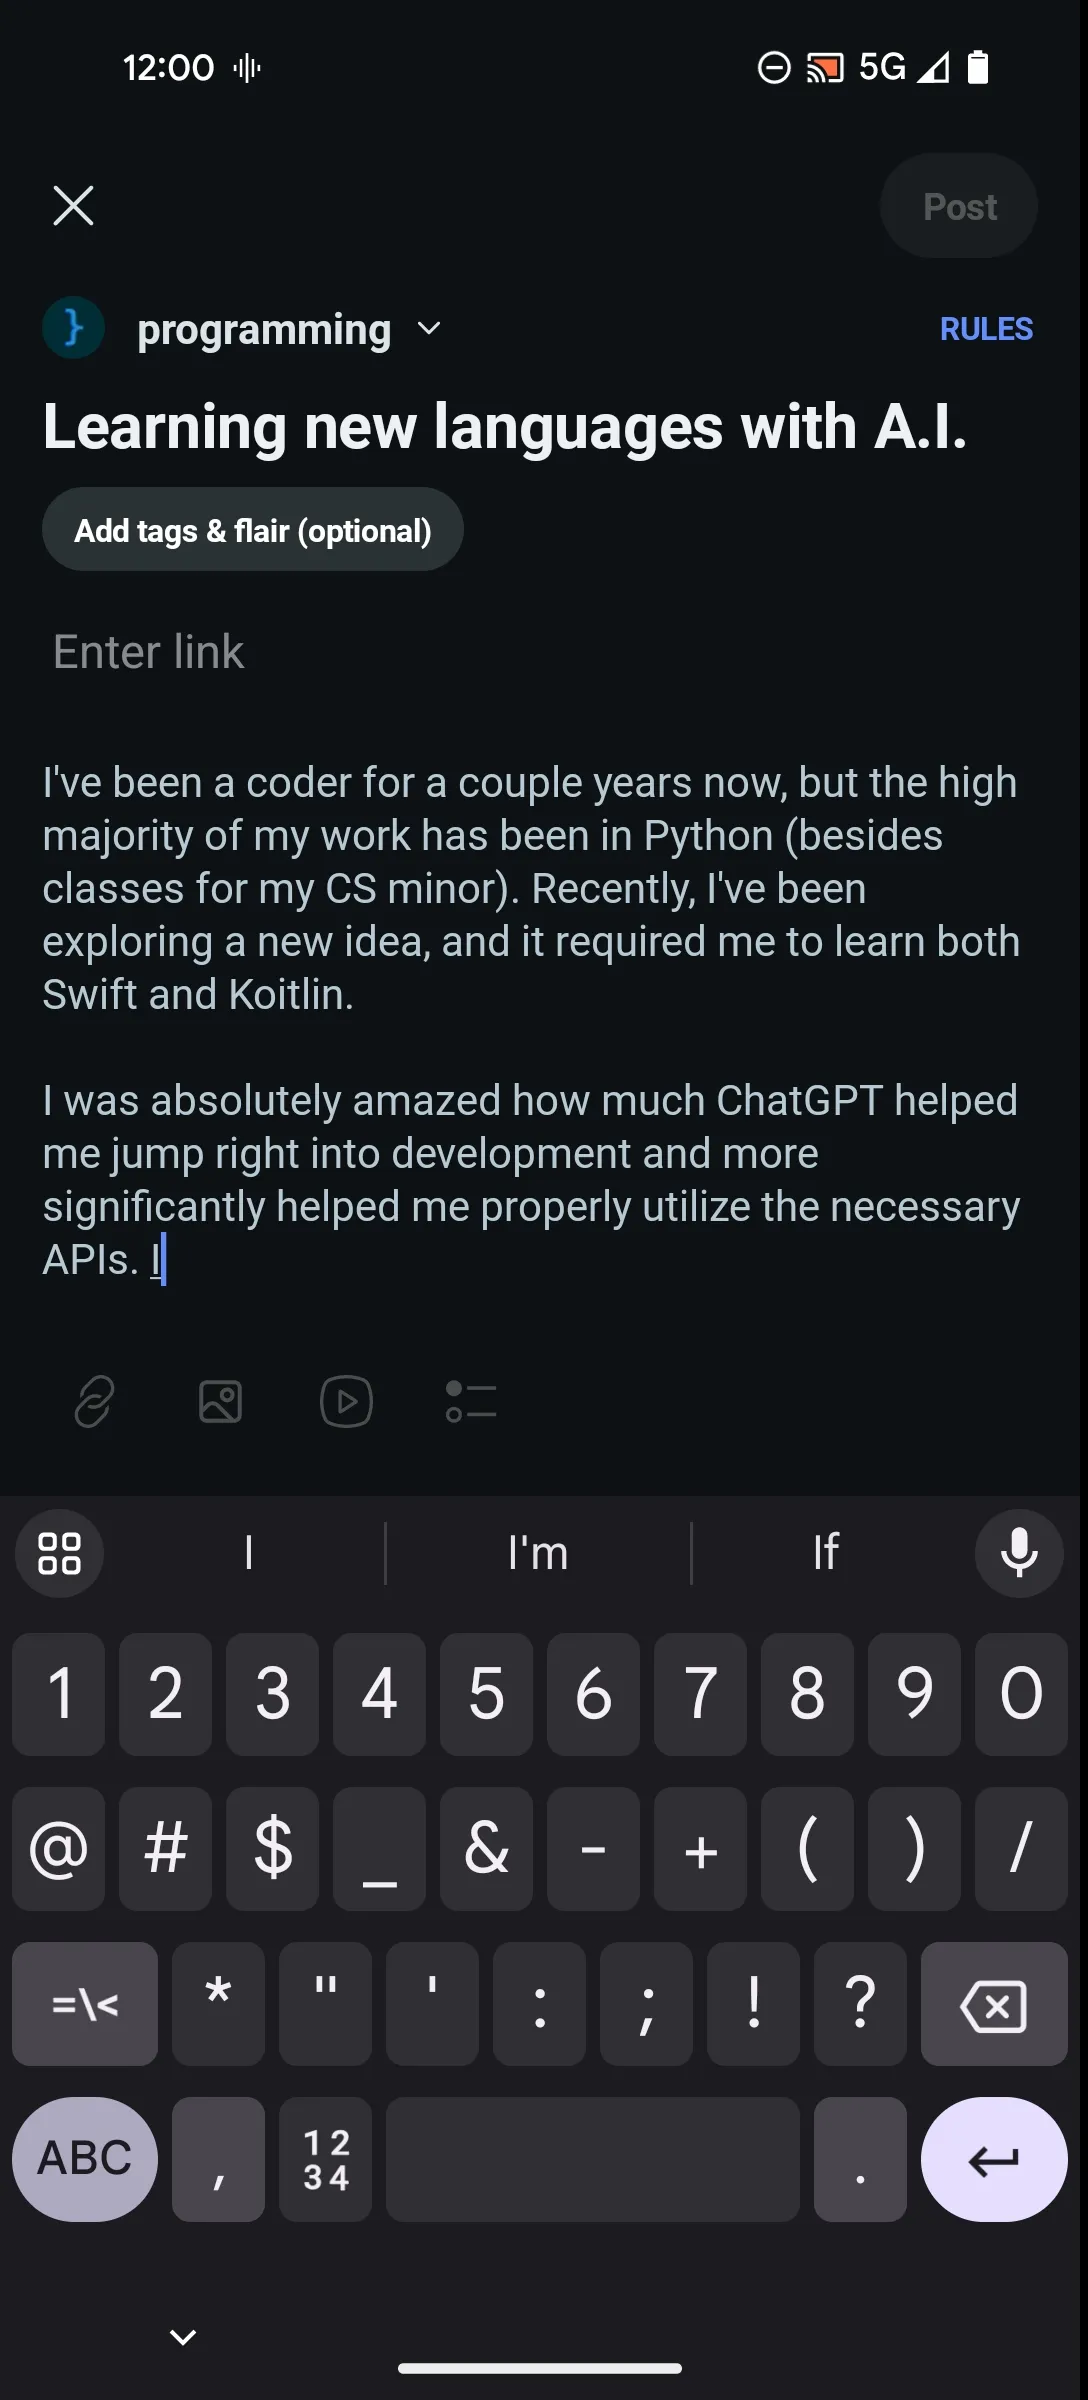 12:00 5G
Post
programming RULES
Learning new languages with A.I.
Add tags & flair (optional)
Enter link
I've been a coder for a couple years now, but the high
majority of my work has been in Python (besides
classes for my CS minor). Recently, I've been
exploring a new idea, and it required me to learn both
Swift and Koitlin.
I was absolutely amazed how much ChatGPT helped
me jump right into development and more
significantly helped me properly utilize the necessary
APIs. I
I I'm If
1 2 3 4 5 6 7 8 9 0
@ # $ _ & - + ( ) /
=\< * " ' : ; ! ?
ABC , 12 .
34